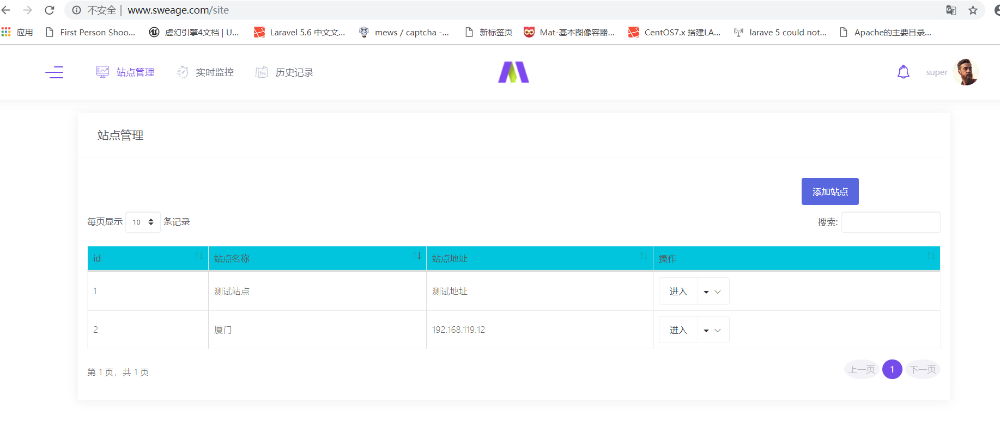 不安全 | www.sweage.com/site
应用 First Person Shoo... 虚幻引擎4文档 | U... Laravel 5.6 中文文... mews / captcha -... 新标签页 Mat-基本图像容器... CentOS7.x 搭建LA... larave 5 could not... Apache的主要目录...
站点管理 实时监控 历史记录 super
站点管理
添加站点
每页显示 10 条记录 搜索:
id 站点名称 站点地址 操作
1 测试站点 测试地址 进入
2 厦门 192.168.119.12 进入
第 1 页，共 1 页 上一页 1 下一页